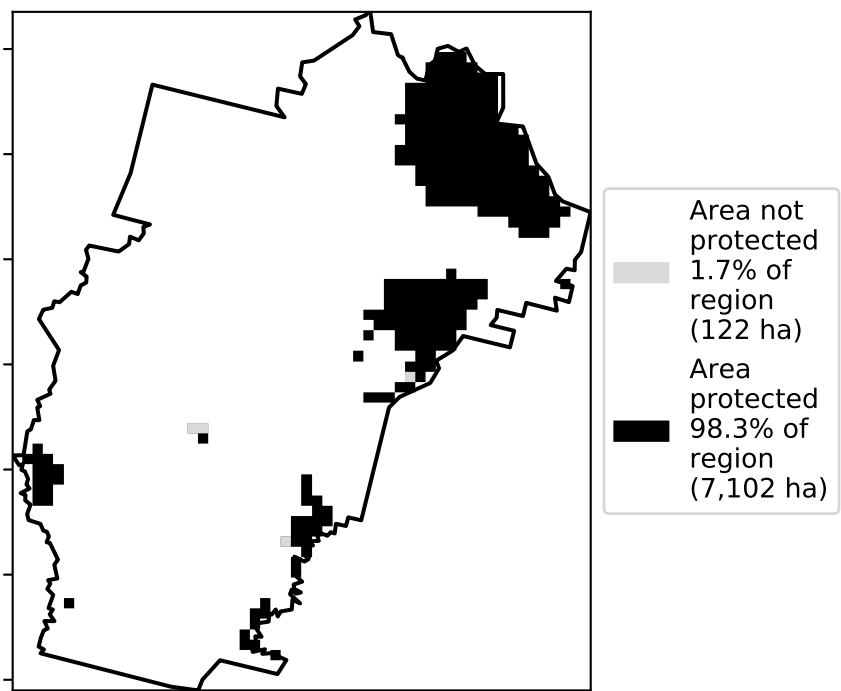 Area not
protected
1.7% of
region
(122 ha)
Area
protected
98.3% of
region
(7,102 ha)